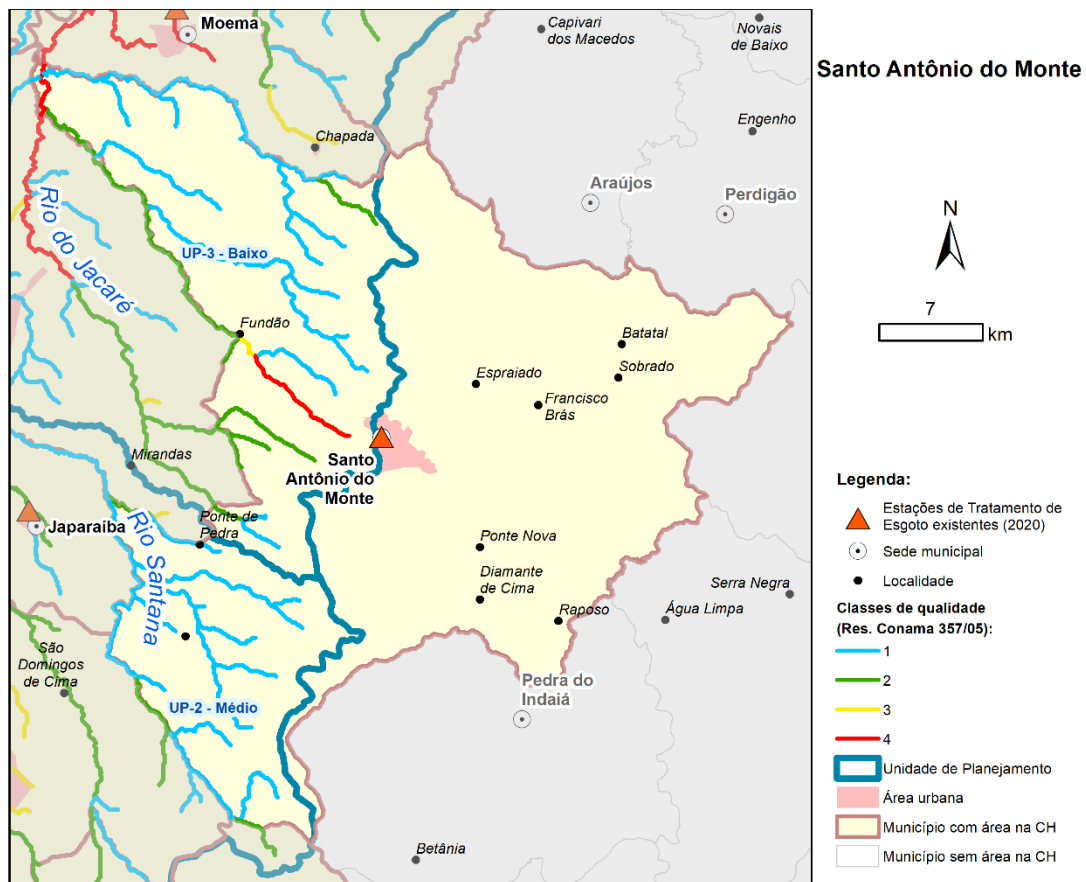 Santo Antônio do Monte
Moema
Capivari
dos Macedos
Novais
de Baixo
Chapada
Engenho
Araújos
Perdigão
N
Rio do Jacaré
UP-3 - Baixo
7
km
Fundão
Batatal
Espraiado
Sobrado
Francisco
Brás
Mirandas
Santo
Antônio do
Monte
Japaraíba
Rio Santana
Ponte de
Pedra
Ponte Nova
Diamante
de Cima
Raposo
Serra Negra
Água Limpa
São
Domingos
de Cima
Pedra do
Indaiá
UP-2 - Médio
Betânia
Legenda:
Estações de Tratamento de
Esgoto existentes (2020)
Sede municipal
Localidade
Classes de qualidade
(Res. Conama 357/05):
1
2
3
4
Unidade de Planejamento
Área urbana
Município com área na CH
Município sem área na CH